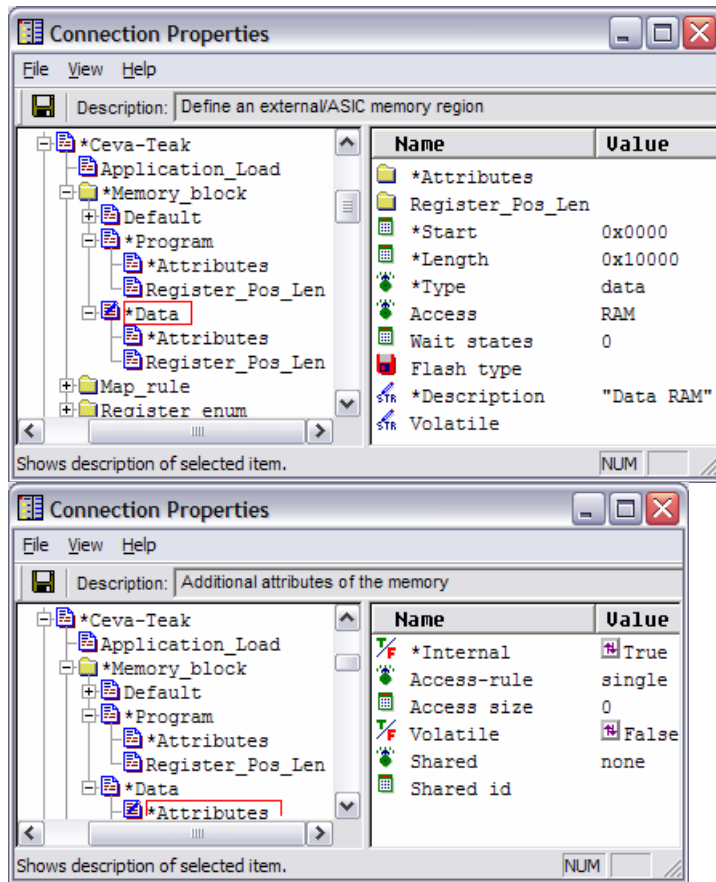 Connection Properties
File View Help
Description: Define an external/ASIC memory region
*Ceva-Teak
Application_Load
*Memory_block
Default
*Program
*Attributes
Register_Pos_Len
*Data
*Attributes
Register_Pos_Len
Map_rule
Register_enum
Name Value
*Attributes
Register_Pos_Len
*Start 0x0000
*Length 0x10000
*Type data
Access RAM
Wait states 0
Flash type
STR *Description "Data RAM"
STR Volatile
Shows description of selected item. NUM
Connection Properties
File View Help
Description: Additional attributes of the memory
*Ceva-Teak
Application_Load
*Memory_block
Default
*Program
*Attributes
Register_Pos_Len
*Data
*Attributes
Name Value
T/F *Internal True
Access-rule single
Access size 0
T/F Volatile False
Shared none
Shared id
Shows description of selected item. NUM